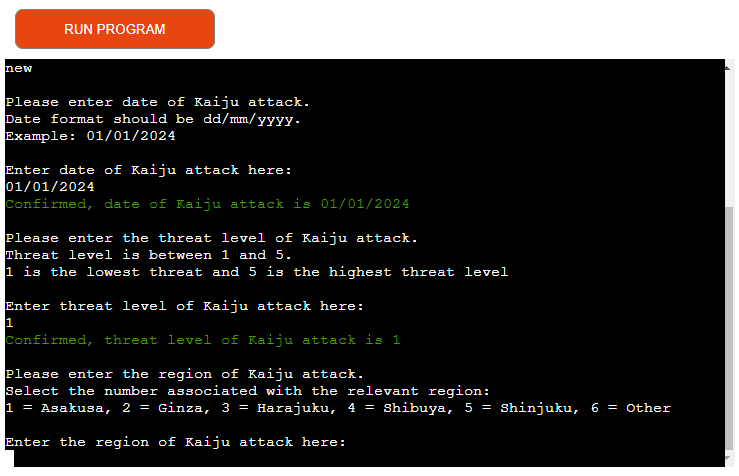 RUN PROGRAM
new
Please enter date of Kaiju attack.
Date format should be dd/mm/yyyy.
Example: 01/01/2024
Enter date of Kaiju attack here:
01/01/2024
Confirmed, date of Kaiju attack is 01/01/2024
Please enter the threat level of Kaiju attack.
Threat level is between 1 and 5.
1 is the lowest threat and 5 is the highest threat level
Enter threat level of Kaiju attack here:
1
Confirmed, threat level of Kaiju attack is 1
Please enter the region of Kaiju attack.
Select the number associated with the relevant region:
1 = Asakusa, 2 = Ginza, 3 = Harajuku, 4 = Shibuya, 5 = Shinjuku, 6 = Other
Enter the region of Kaiju attack here: